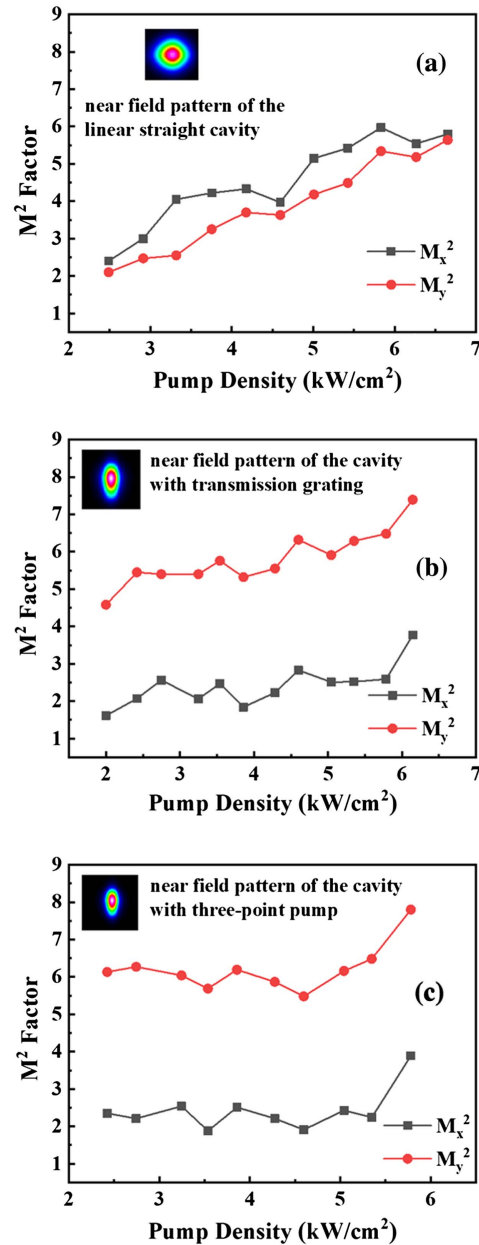 9
8
7
6
5
4
3
2
1
M² Factor
(a)
near field pattern of the
linear straight cavity
Mₓ²
Mᵧ²
2 3 4 5 6 7
Pump Density (kW/cm²)
9
8
7
6
5
4
3
2
1
M² Factor
near field pattern of the cavity
with transmission grating
(b)
Mₓ²
Mᵧ²
2 3 4 5 6 7
Pump Density (kW/cm²)
9
8
7
6
5
4
3
2
1
M² Factor
near field pattern of the cavity
with three-point pump
(c)
Mₓ²
Mᵧ²
2 3 4 5 6
Pump Density (kW/cm²)